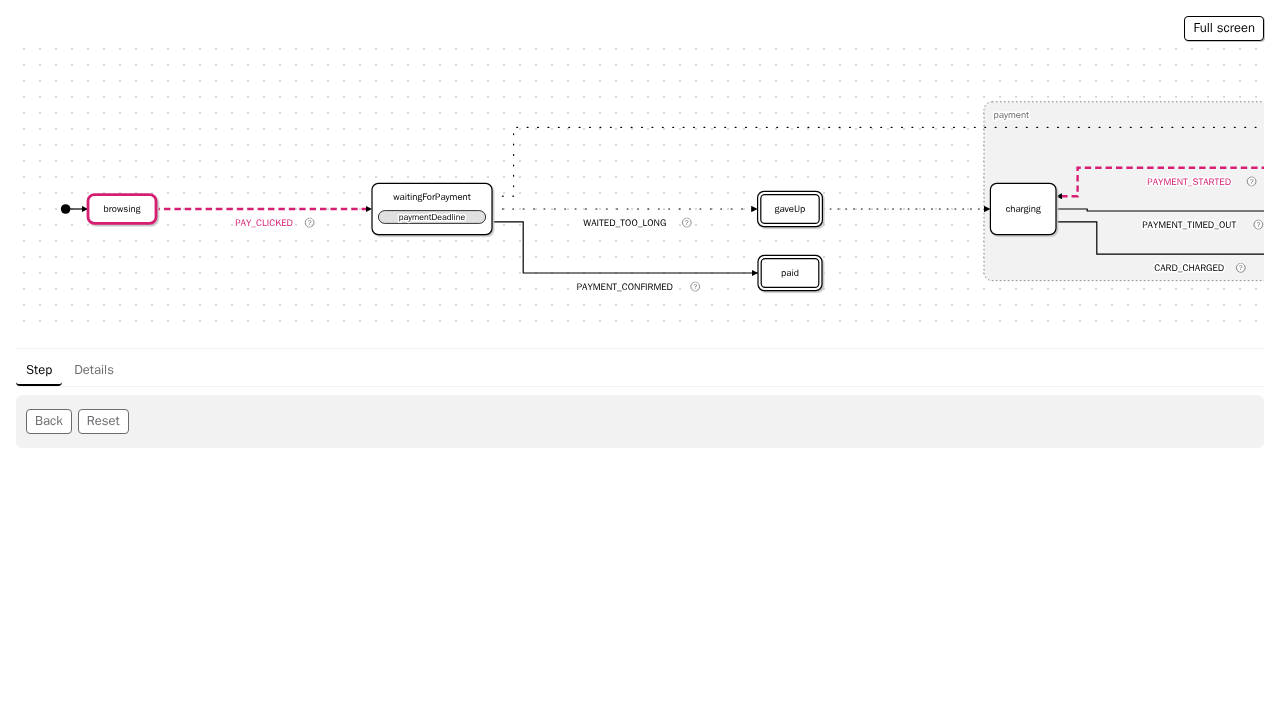 Full screen
payment
PAYMENT_STARTED ?
browsing
waitingForPayment
paymentDeadline
gaveUp
charging
PAY_CLICKED ?
WAITED_TOO_LONG ?
PAYMENT_TIMED_OUT ?
paid
CARD_CHARGED ?
PAYMENT_CONFIRMED ?
Step Details
Back Reset